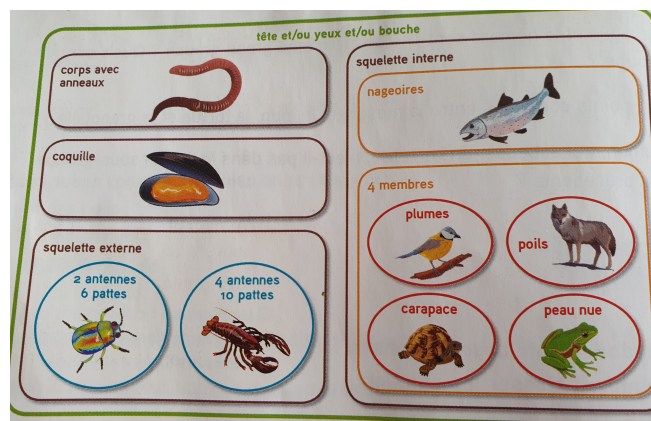 tête et/ou yeux et/ou bouche
corps avec
anneaux
coquille
squelette externe
2 antennes
6 pattes
4 antennes
10 pattes
squelette interne
nageoires
4 membres
plumes
poils
carapace
peau nue